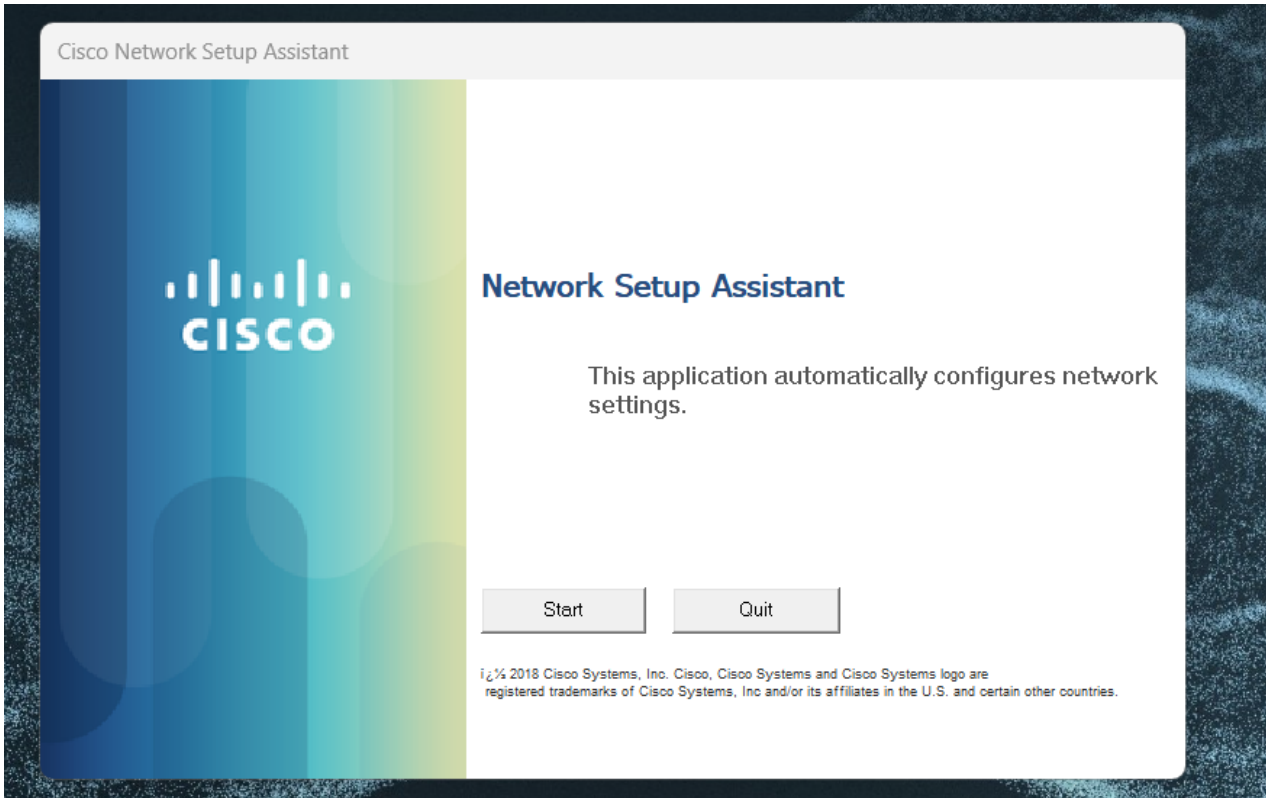 Cisco Network Setup Assistant
CISCO
Network Setup Assistant
This application automatically configures network
settings.
Start
Quit
ï¿½ 2018 Cisco Systems, Inc. Cisco, Cisco Systems and Cisco Systems logo are
registered trademarks of Cisco Systems, Inc and/or its affiliates in the U.S. and certain other countries.